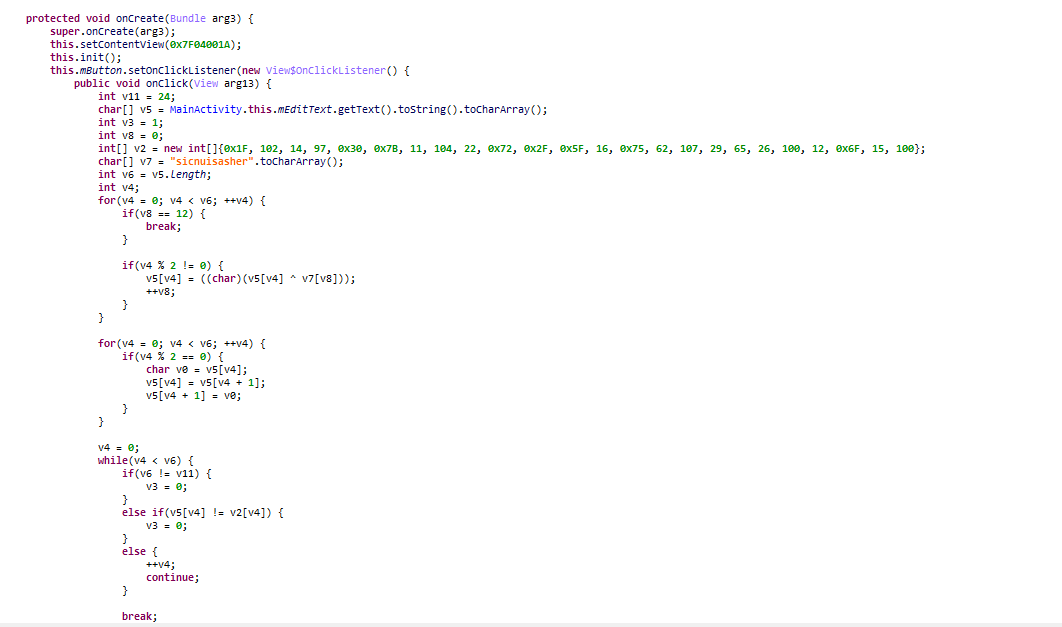 protected void onCreate(Bundle arg3) {
super.onCreate(arg3);
this.setContentView(0x7F04001A);
this.init();
this.mButton.setOnClickListener(new View$OnClickListener() {
public void onClick(View arg13) {
int v11 = 24;
char[] v5 = MainActivity.this.mEditText.getText().toString().toCharArray();
int v3 = 1;
int v8 = 0;
int[] v2 = new int[]{0x1F, 102, 14, 97, 0x30, 0x7B, 11, 104, 22, 0x72, 0x2F, 0x5F, 16, 0x75, 62, 107, 29, 65, 26, 100, 12, 0x6F, 15, 100};
char[] v7 = "sicnuisasher".toCharArray();
int v6 = v5.Length;
int v4;
for(v4 = 0; v4 < v6; ++v4) {
if(v8 == 12) {
break;
}
if(v4 % 2 != 0) {
v5[v4] = ((char)(v5[v4] ^ v7[v8]));
++v8;
}
}
for(v4 = 0; v4 < v6; ++v4) {
if(v4 % 2 == 0) {
char v0 = v5[v4];
v5[v4] = v5[v4 + 1];
v5[v4 + 1] = v0;
}
}
v4 = 0;
while(v4 < v6) {
if(v6 != v11) {
v3 = 0;
}
else if(v5[v4] != v2[v4]) {
v3 = 0;
}
else {
++v4;
continue;
}
break;